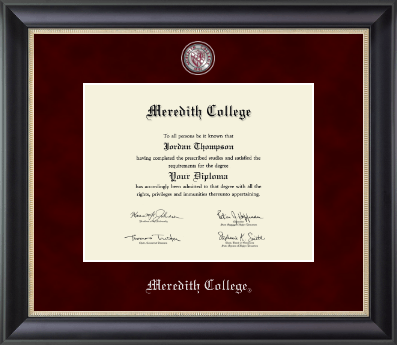 Meredith College
To all persons be it known that
Jordan Thompson
having completed the prescribed studies and satisfied the
requirements for the degree
Your Diploma
has accordingly been admitted to that degree with all the
rights, privileges and immunities thereunto appertaining.
Meredith College®